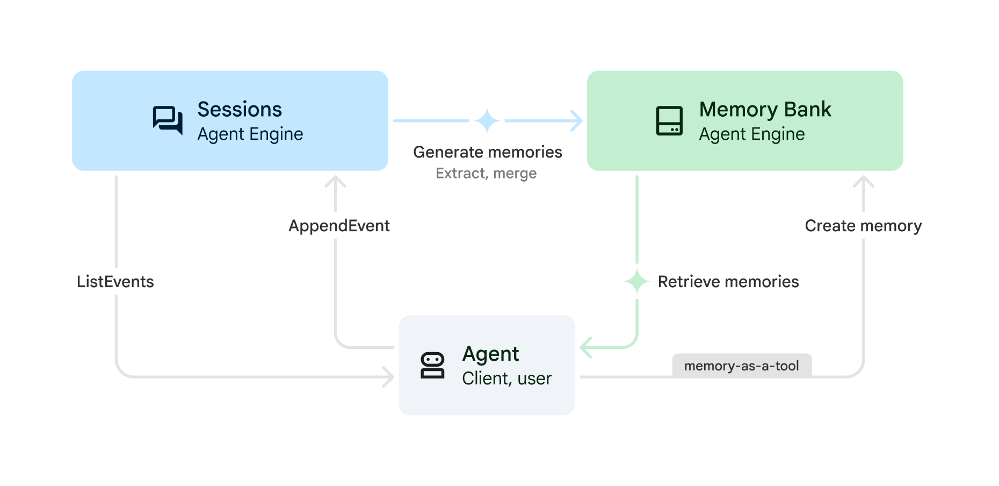 Sessions
Agent Engine
Memory Bank
Agent Engine
Generate memories
Extract, merge
AppendEvent
Create memory
ListEvents
Retrieve memories
Agent
Client, user
memory-as-a-tool